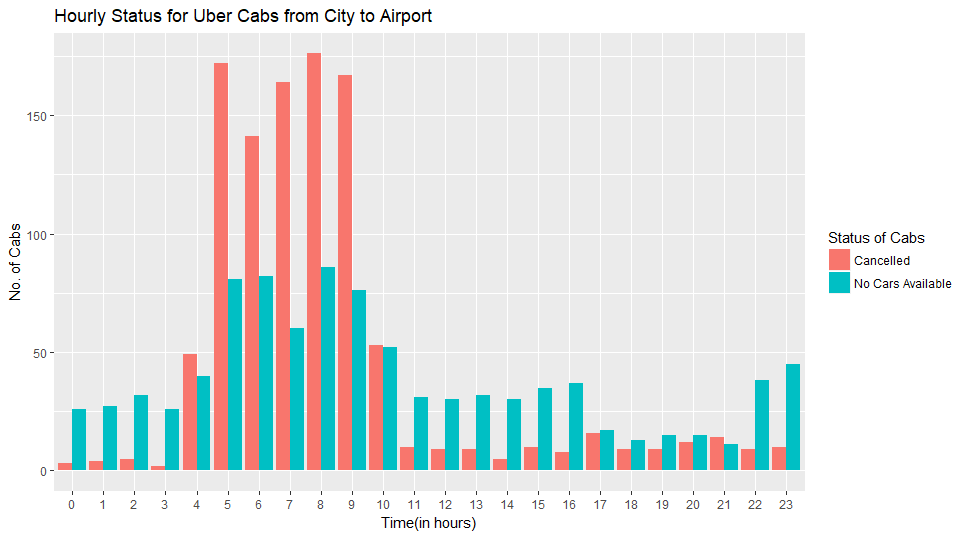 Hourly Status for Uber Cabs from City to Airport
No. of Cabs
150
100
50
0
0 1 2 3 4 5 6 7 8 9 10 11 12 13 14 15 16 17 18 19 20 21 22 23
Time(in hours)
Status of Cabs
Cancelled
No Cars Available